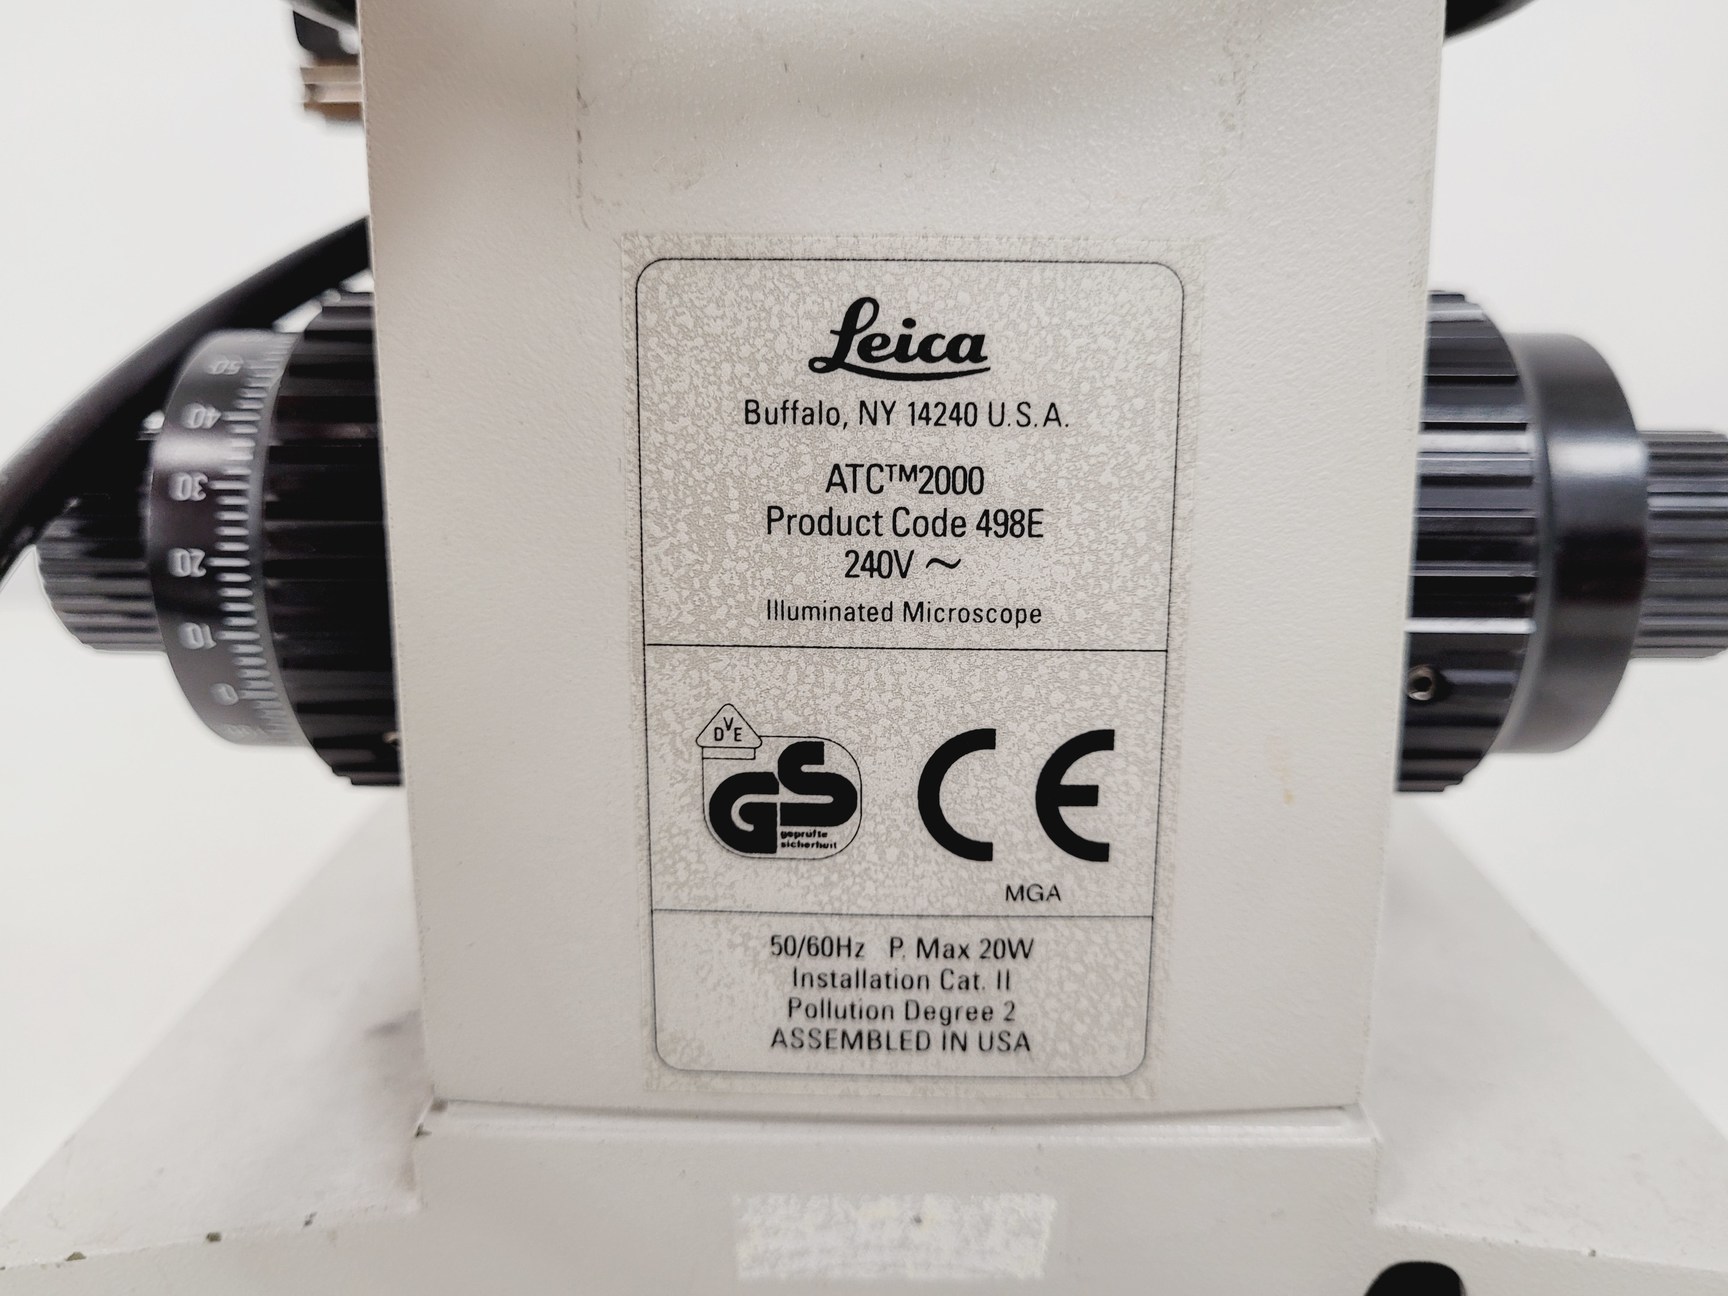 Leica
Buffalo, NY 14240 U.S.A.
ATC™2000
Product Code 498E
240V ~
Illuminated Microscope
DVE
GS
geprüfte
sicherheit
CE
MGA
50/60Hz P. Max 20W
Installation Cat. II
Pollution Degree 2
ASSEMBLED IN USA
50
40
30
20
10
0